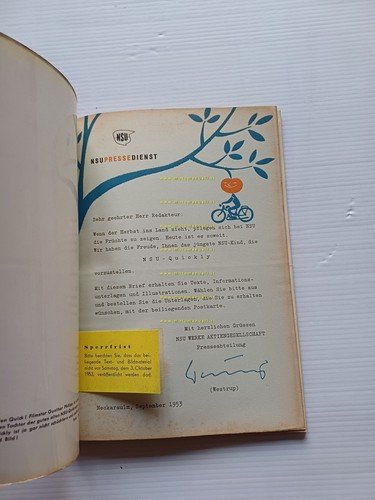 NSU
NSUPRESSEDIENST
Sehr geehrter Herr Redakteur.
Wenn der Herbst ins Land zieht, pflegen sich bei NSU
die Früchte zu zeigen. Heute ist es soweit.
Wir haben die Freude, Ihnen das jüngste NSU-Kind, die
NSU-Quickly
vorzustellen.
Mit diesem Brief erhalten Sie Texte, Informations-
unterlagen und Illustrationen. Wählen Sie bitte aus
und bestellen Sie die Unterlagen, die Sie zu erhalten
wünschen, mit der beiliegenden Postkarte.
Mit herzlichen Grüssen
NSU WERKE AKTIENGESELLSCHAFT
Presseabteilung
(Westrup)
Neckarsulm, September 1953
Sperrfrist
Bitte beachten Sie, dass das bei-
liegende Text- und Bildmaterial
nicht vor Samstag, dem 3. Oktober
1953, veröffentlicht werden darf.